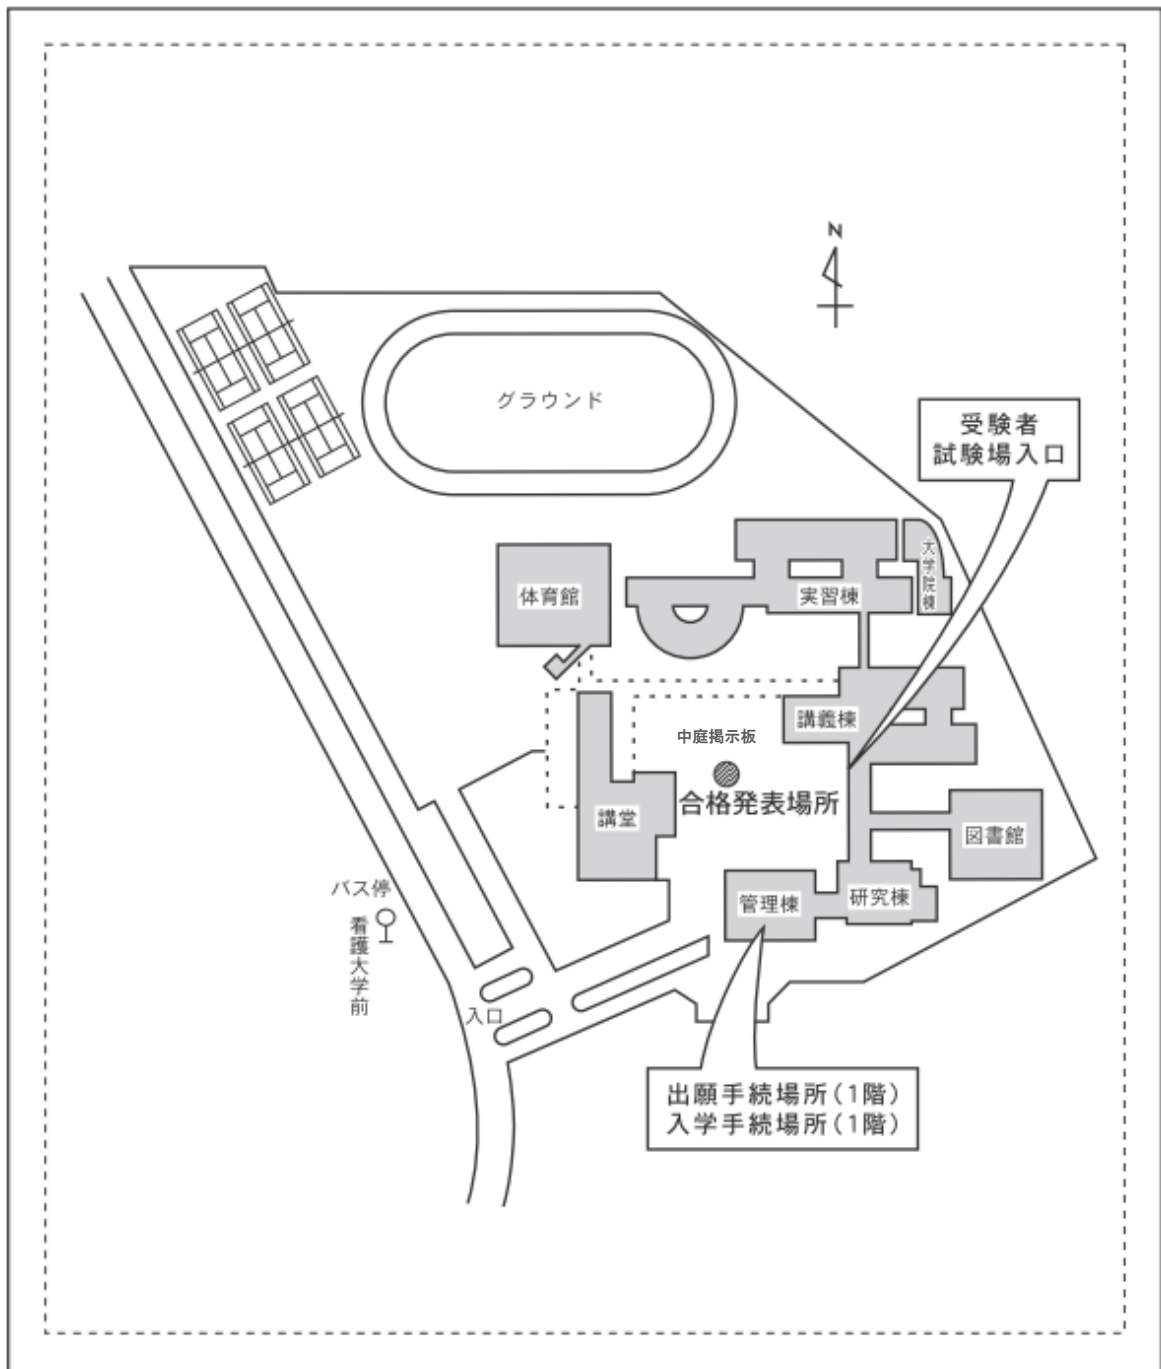 N
グラウンド
受験者
試験場入口
大学院棟
体育館
実習棟
講義棟
中庭掲示板
合格発表場所
講堂
図書館
バス停
看護大学前
管理棟
研究棟
入口
出願手続場所(1階)
入学手続場所(1階)